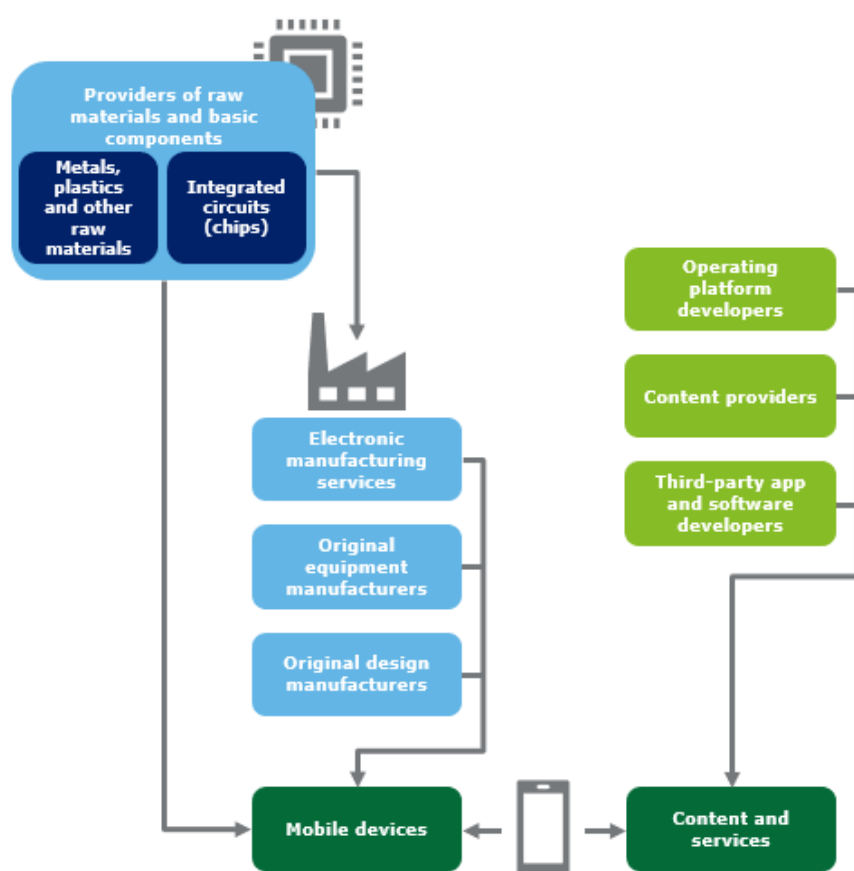 Providers of raw
materials and basic
components
Metals,
plastics
and other
raw
materials
Integrated
circuits
(chips)
Operating
platform
developers
Content providers
Third-party app
and software
developers
Electronic
manufacturing
services
Original
equipment
manufacturers
Original design
manufacturers
Mobile devices
Content and
services